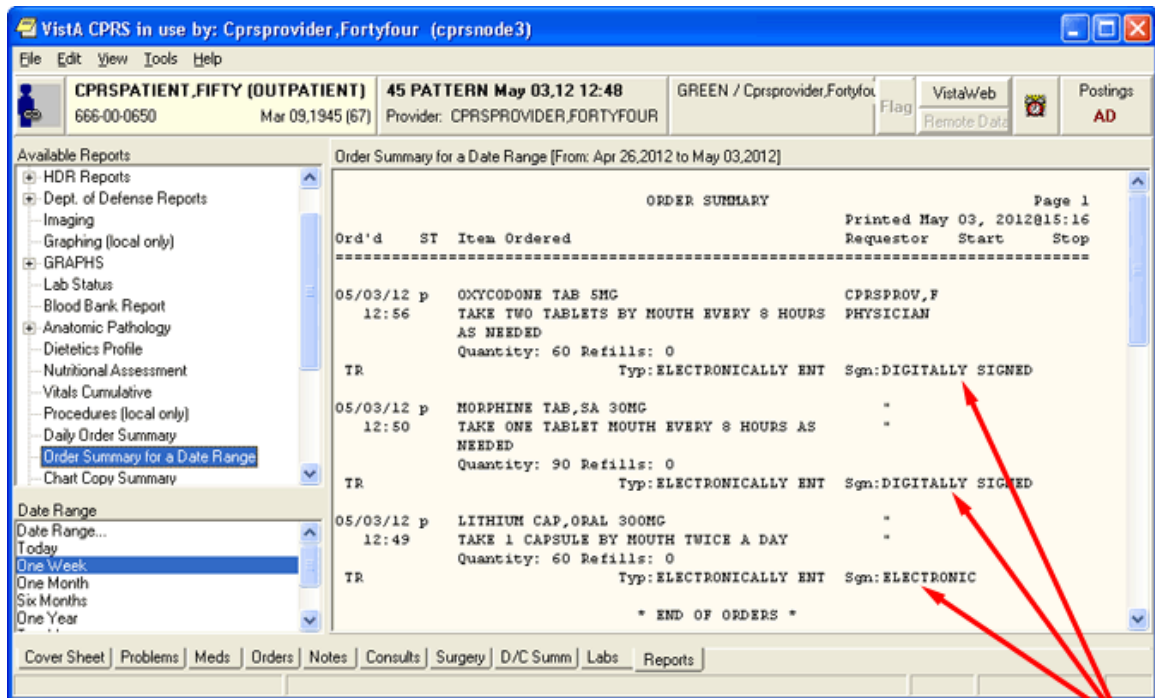 VistA CPRS in use by: Cprsprovider,Fortyfour (cprsnode3)
File Edit View Tools Help
CPRSPATIENT,FIFTY (OUTPATIENT) 45 PATTERN May 03,12 12:48 GREEN / Cprsprovider,Fortyfou Flag VistaWeb Postings
666-00-0650 Mar 09,1945 (67) Provider: CPRSPROVIDER,FORTYFOUR Remote Data AD
Available Reports
HDR Reports
Dept. of Defense Reports
Imaging
Graphing (local only)
GRAPHS
Lab Status
Blood Bank Report
Anatomic Pathology
Dietetics Profile
Nutritional Assessment
Vitals Cumulative
Procedures (local only)
Daily Order Summary
Order Summary for a Date Range
Chart Copy Summary
Date Range
Date Range...
Today
One Week
One Month
Six Months
One Year
Order Summary for a Date Range [From: Apr 26,2012 to May 03,2012]
ORDER SUMMARY Page 1
Printed May 03, 2012@15:16
Ord'd ST Item Ordered Requestor Start Stop
==========================================================================================
05/03/12 p OXYCODONE TAB 5MG CPRSPROV,F
12:56 TAKE TWO TABLETS BY MOUTH EVERY 8 HOURS PHYSICIAN
AS NEEDED
Quantity: 60 Refills: 0
TR Typ:ELECTRONICALLY ENT Sgn:DIGITALLY SIGNED
05/03/12 p MORPHINE TAB,SA 30MG "
12:50 TAKE ONE TABLET MOUTH EVERY 8 HOURS AS "
NEEDED
Quantity: 90 Refills: 0
TR Typ:ELECTRONICALLY ENT Sgn:DIGITALLY SIGNED
05/03/12 p LITHIUM CAP,ORAL 300MG "
12:49 TAKE 1 CAPSULE BY MOUTH TWICE A DAY "
Quantity: 60 Refills: 0
TR Typ:ELECTRONICALLY ENT Sgn:ELECTRONIC
* END OF ORDERS *
Cover Sheet Problems Meds Orders Notes Consults Surgery D/C Summ Labs Reports